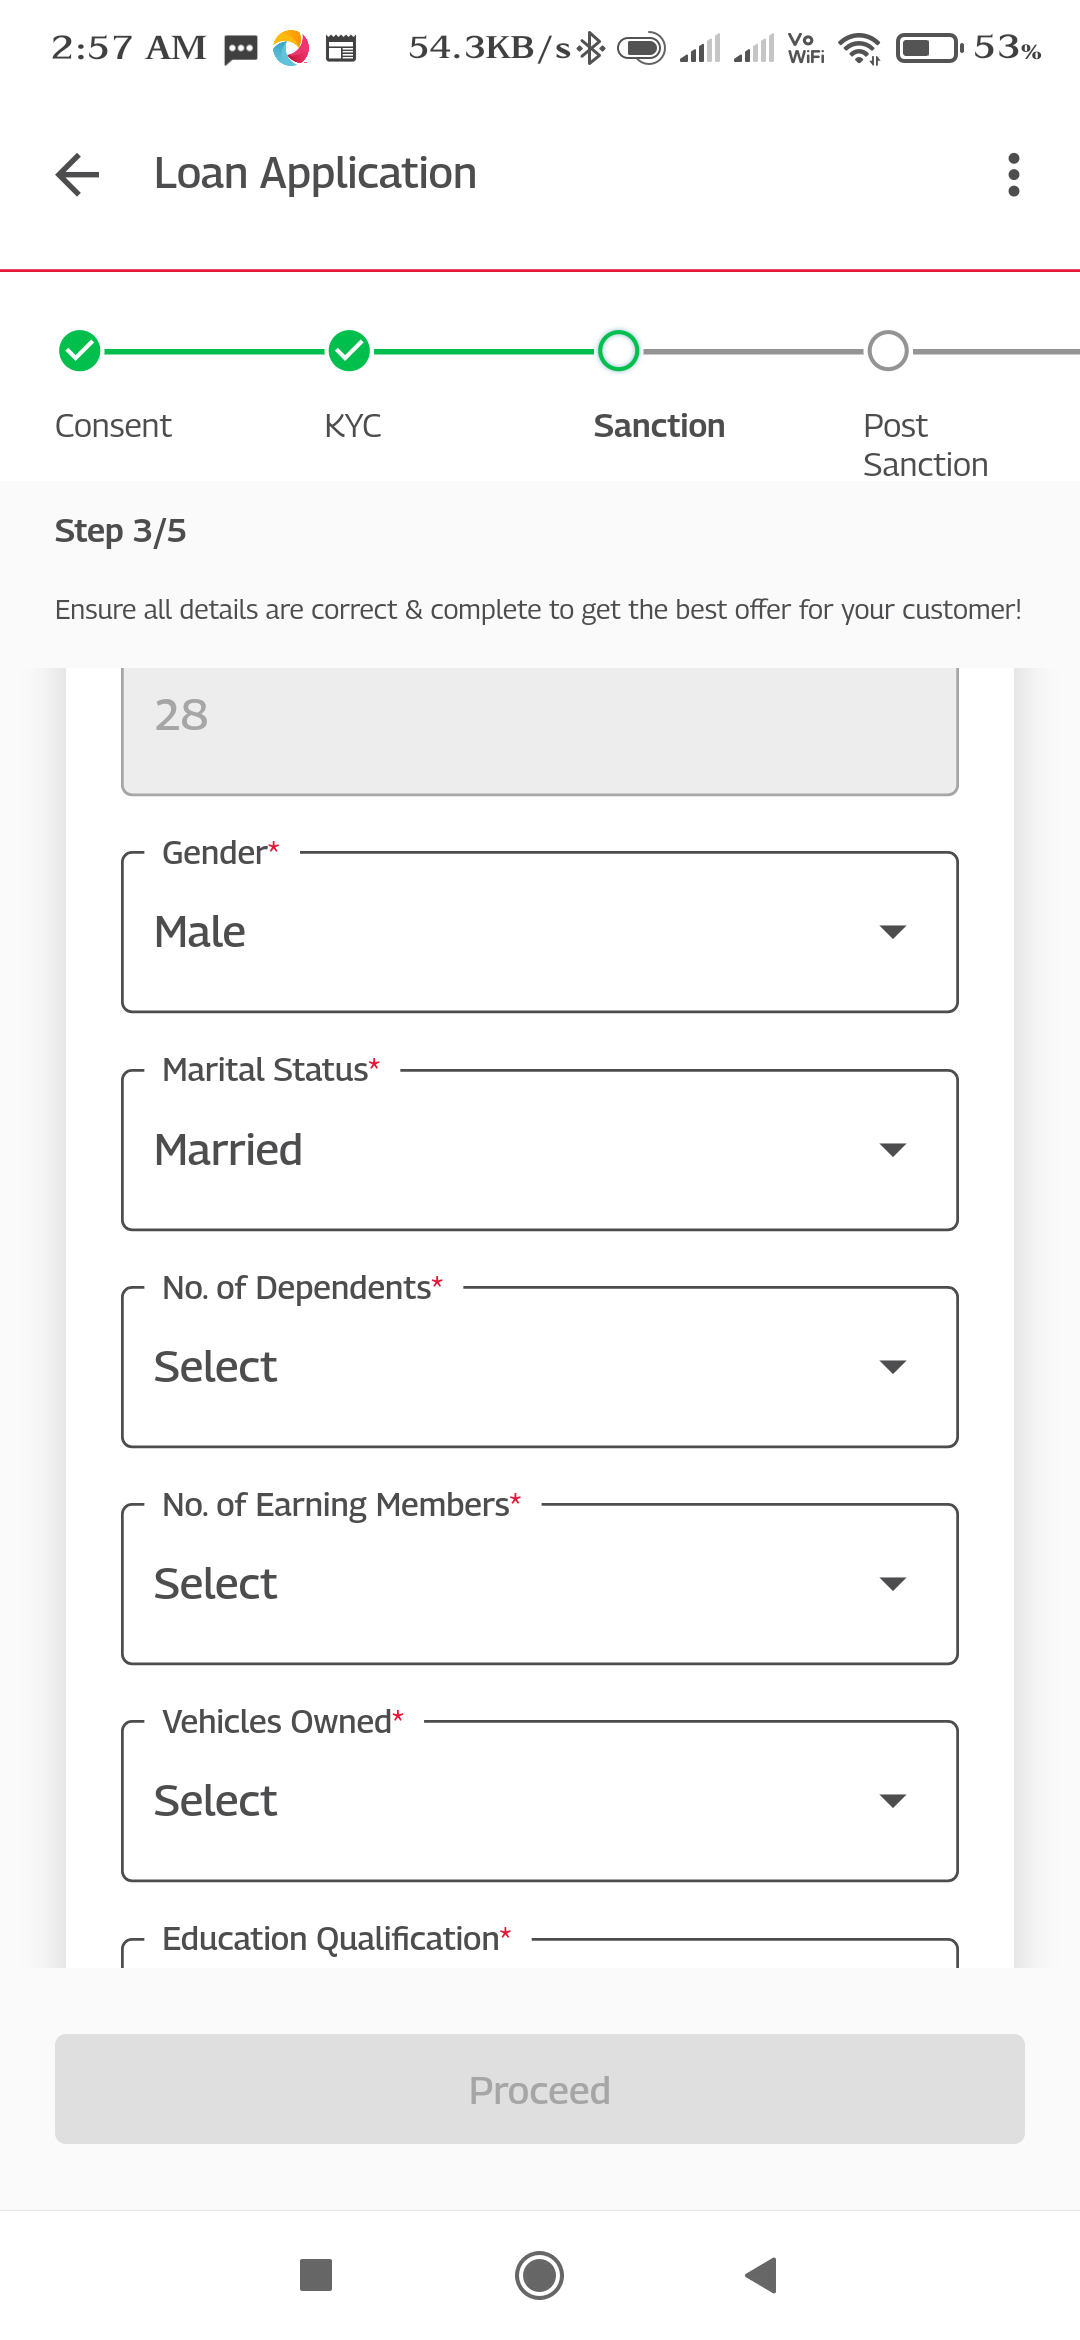 2:57 AM 54.3KB/s Vo WiFi 53%
Loan Application
Consent KYC Sanction Post Sanction
Step 3/5
Ensure all details are correct & complete to get the best offer for your customer!
28
Gender*
Male
Marital Status*
Married
No. of Dependents*
Select
No. of Earning Members*
Select
Vehicles Owned*
Select
Education Qualification*
Proceed